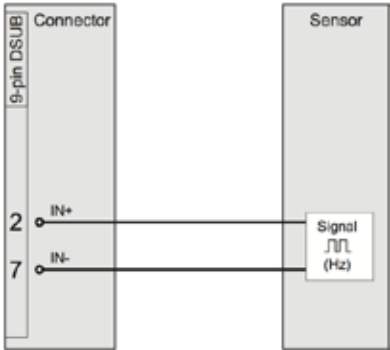 9-pin DSUB
Connector
Sensor
2
IN+
7
IN-
Signal
(Hz)